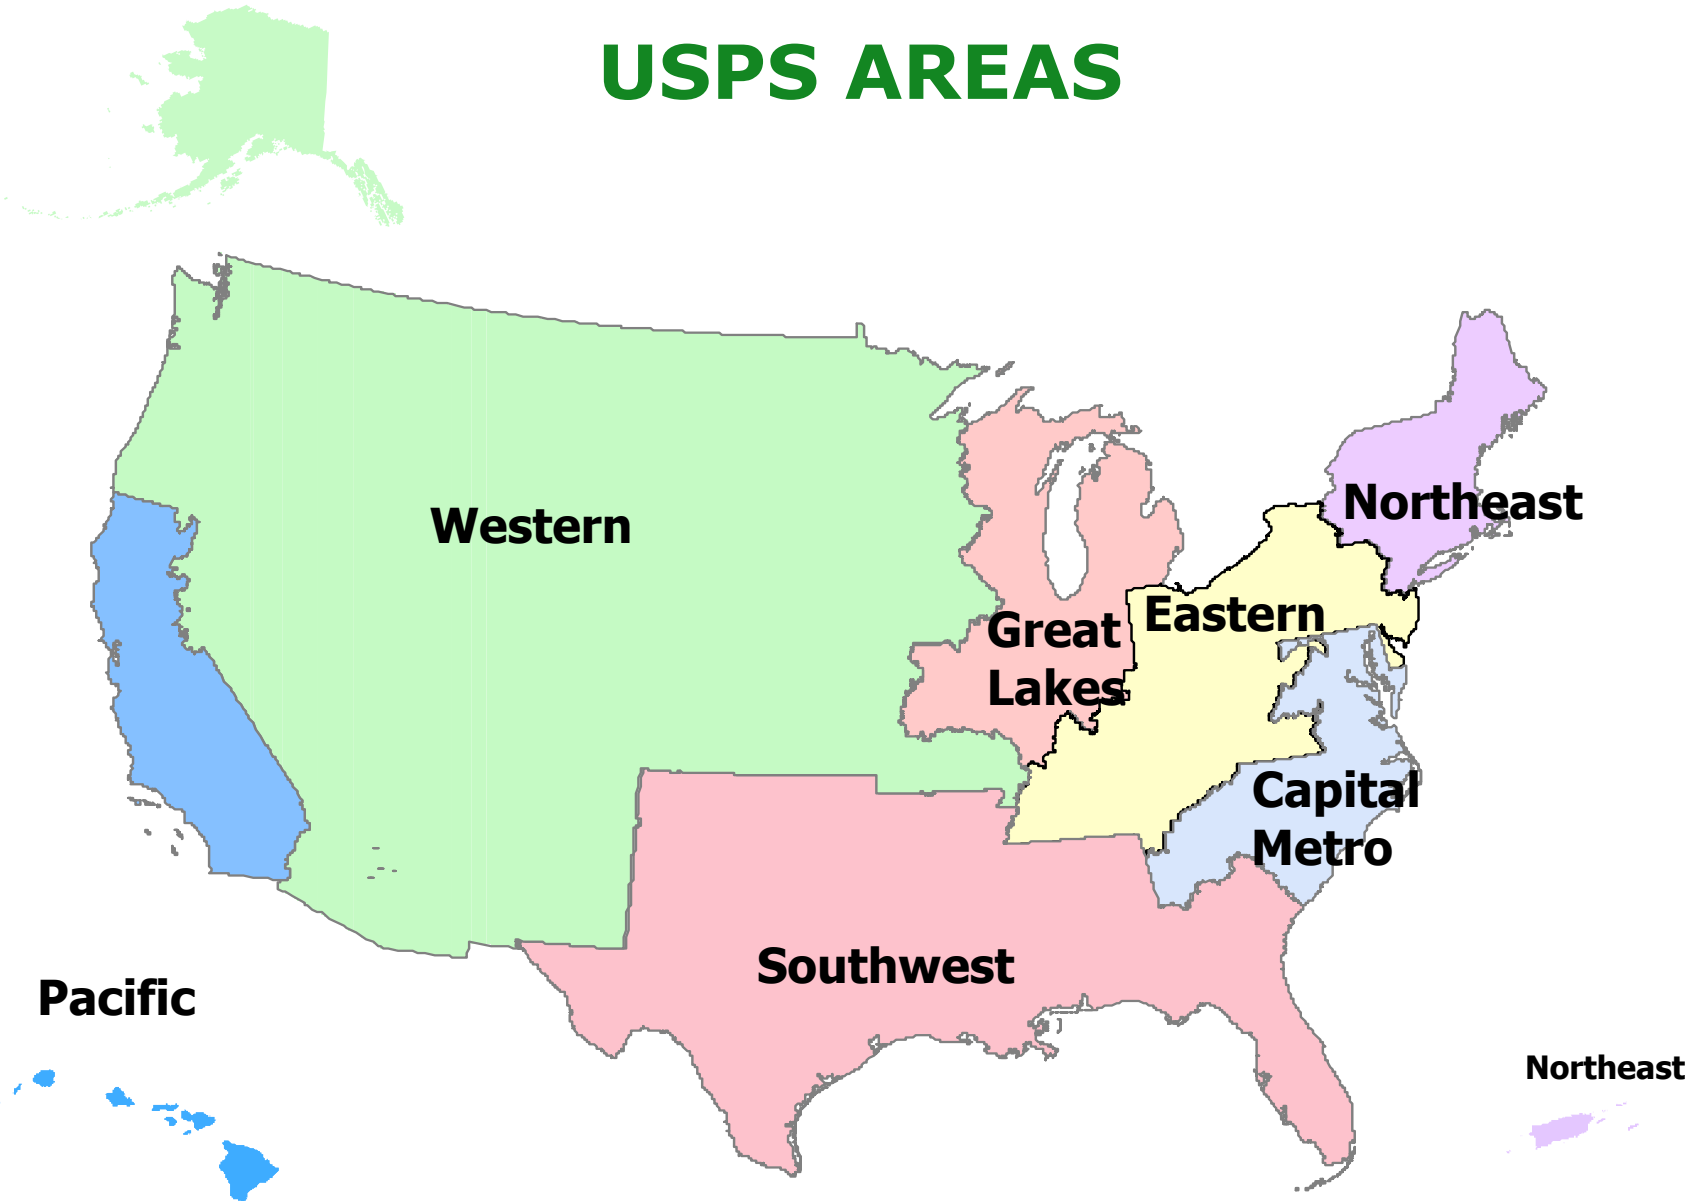 USPS AREAS
Western
Northeast
Great
Lakes
Eastern
Capital
Metro
Southwest
Pacific
Northeast